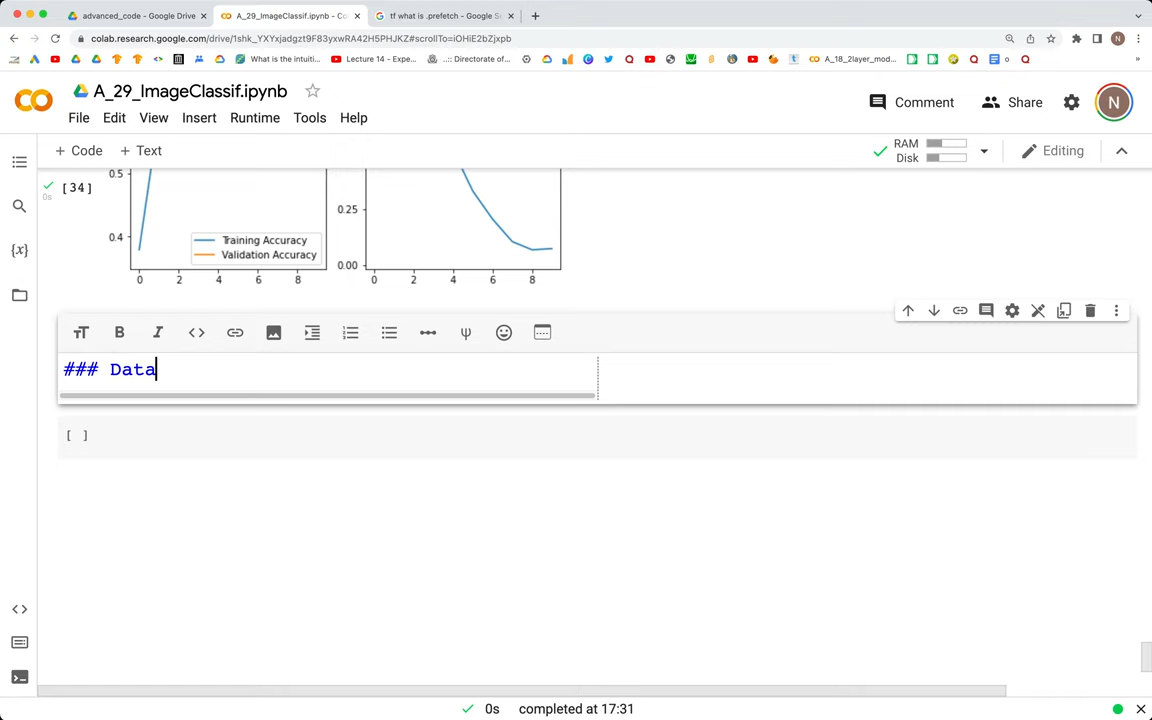 advanced_code - Google Drive
A_29_ImageClassif.ipynb - Co
tf what is .prefetch - Google S
colab.research.google.com/drive/1shk_YXYxjadgzt9F83yxwRA42H5PHJKZ#scrollTo=iOHiE2bZjxpb
What is the intuiti...
Lecture 14 - Expe...
..:: Directorate of...
A_18_2layer_mod...
A_29_ImageClassif.ipynb
Comment
Share
N
File Edit View Insert Runtime Tools Help
+ Code + Text
RAM
Disk
Editing
[34]
0s
0.5
0.4
Training Accuracy
Validation Accuracy
0 2 4 6 8
0.25
0.00
0 2 4 6 8
### Data
[ ]
0s completed at 17:31